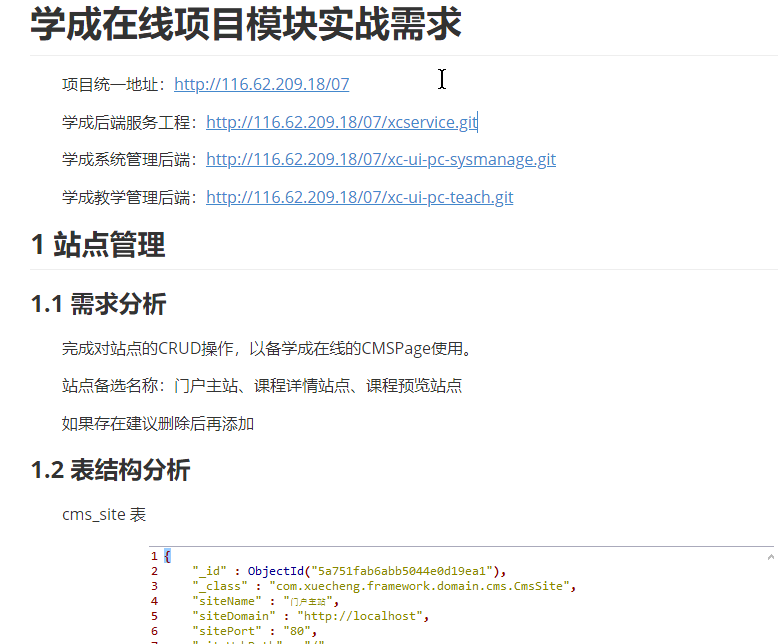 学成在线项目模块实战需求
项目统一地址：http://116.62.209.18/07
学成后端服务工程：http://116.62.209.18/07/xcservice.git
学成系统管理后端：http://116.62.209.18/07/xc-ui-pc-sysmanage.git
学成教学管理后端：http://116.62.209.18/07/xc-ui-pc-teach.git
1 站点管理
1.1 需求分析
完成对站点的CRUD操作，以备学成在线的CMSPage使用。
站点备选名称：门户主站、课程详情站点、课程预览站点
如果存在建议删除后再添加
1.2 表结构分析
cms_site 表
1 {
2 "_id" : ObjectId("5a751fab6abb5044e0d19ea1"),
3 "_class" : "com.xuecheng.framework.domain.cms.CmsSite",
4 "siteName" : "门户主站",
5 "siteDomain" : "http://localhost",
6 "sitePort" : "80",